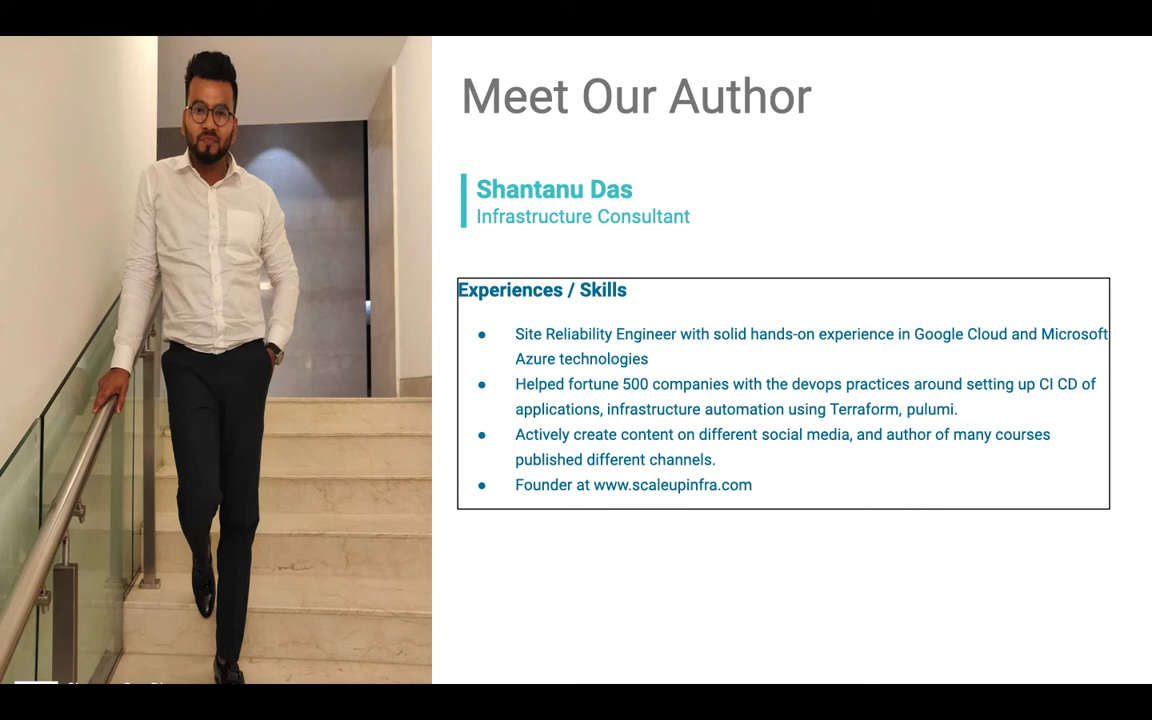 Meet Our Author
Shantanu Das
Infrastructure Consultant
Experiences / Skills
● Site Reliability Engineer with solid hands-on experience in Google Cloud and Microsoft
Azure technologies
● Helped fortune 500 companies with the devops practices around setting up CI CD of
applications, infrastructure automation using Terraform, pulumi.
● Actively create content on different social media, and author of many courses
published different channels.
● Founder at www.scaleupinfra.com